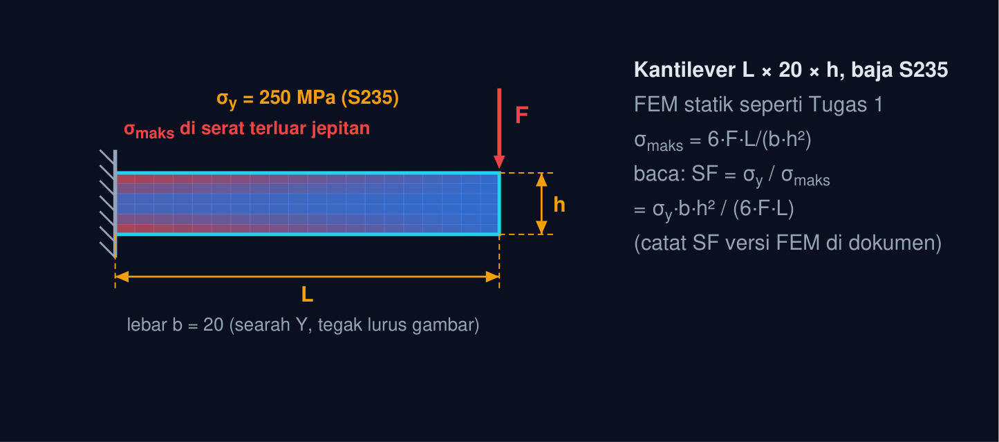 σy = 250 MPa (S235)
σmaks di serat terluar jepitan
F
h
L
lebar b = 20 (searah Y, tegak lurus gambar)
Kantilever L × 20 × h, baja S235
FEM statik seperti Tugas 1
σmaks = 6·F·L/(b·h²)
baca: SF = σy / σmaks
= σy·b·h² / (6·F·L)
(catat SF versi FEM di dokumen)